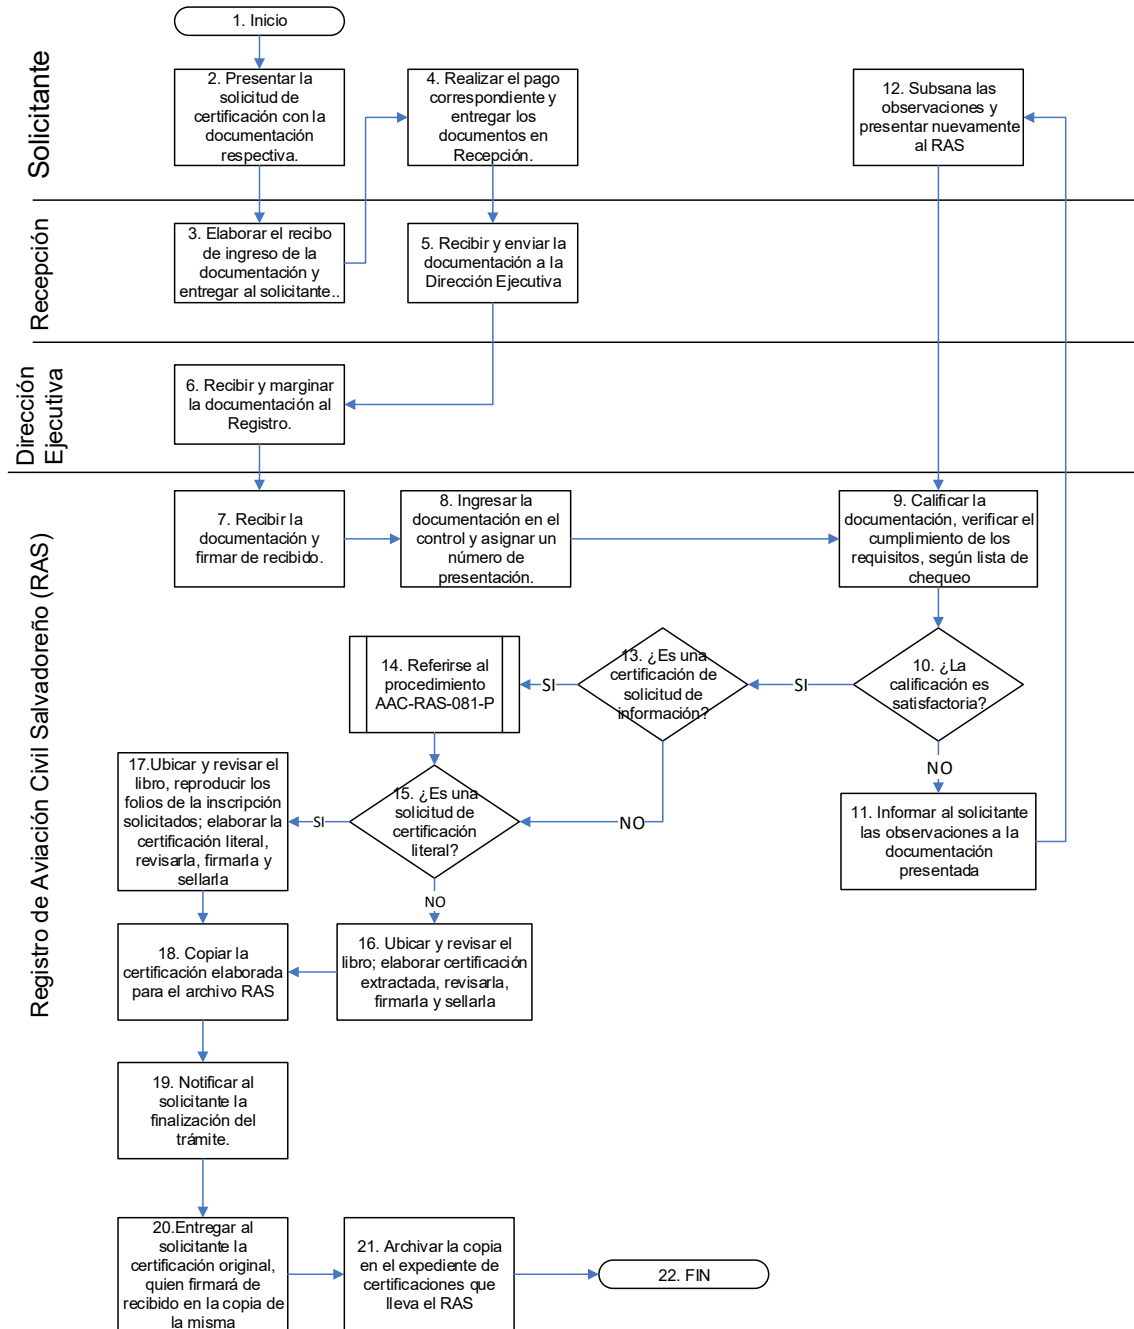 Solicitante
1. Inicio
2. Presentar la
solicitud de
certificación con la
documentación
respectiva.
4. Realizar el pago
correspondiente y
entregar los
documentos en
Recepción.
12. Subsana las
observaciones y
presentar nuevamente
al RAS
Recepción
3. Elaborar el recibo
de ingreso de la
documentación y
entregar al solicitante..
5. Recibir y enviar la
documentación a la
Dirección Ejecutiva
Dirección
Ejecutiva
6. Recibir y marginar
la documentación al
Registro.
Registro de Aviación Civil Salvadoreño (RAS)
7. Recibir la
documentación y
firmar de recibido.
8. Ingresar la
documentación en el
control y asignar un
número de
presentación.
9. Calificar la
documentación, verificar el
cumplimiento de los
requisitos, según lista de
chequeo
10. ¿La
calificación es
satisfactoria?
SI
NO
11. Informar al solicitante
las observaciones a la
documentación
presentada
13. ¿Es una
certificación de
solicitud de
información?
SI
NO
14. Referirse al
procedimiento
AAC-RAS-081-P
15. ¿Es una
solicitud de
certificación
literal?
SI
NO
16. Ubicar y revisar el
libro; elaborar certificación
extractada, revisarla,
firmarla y sellarla
17.Ubicar y revisar el
libro, reproducir los
folios de la inscripción
solicitados; elaborar la
certificación literal,
revisarla, firmarla y
sellarla
18. Copiar la
certificación elaborada
para el archivo RAS
19. Notificar al
solicitante la
finalización del
trámite.
20.Entregar al
solicitante la
certificación original,
quien firmará de
recibido en la copia de
la misma
21. Archivar la copia
en el expediente de
certificaciones que
lleva el RAS
22. FIN